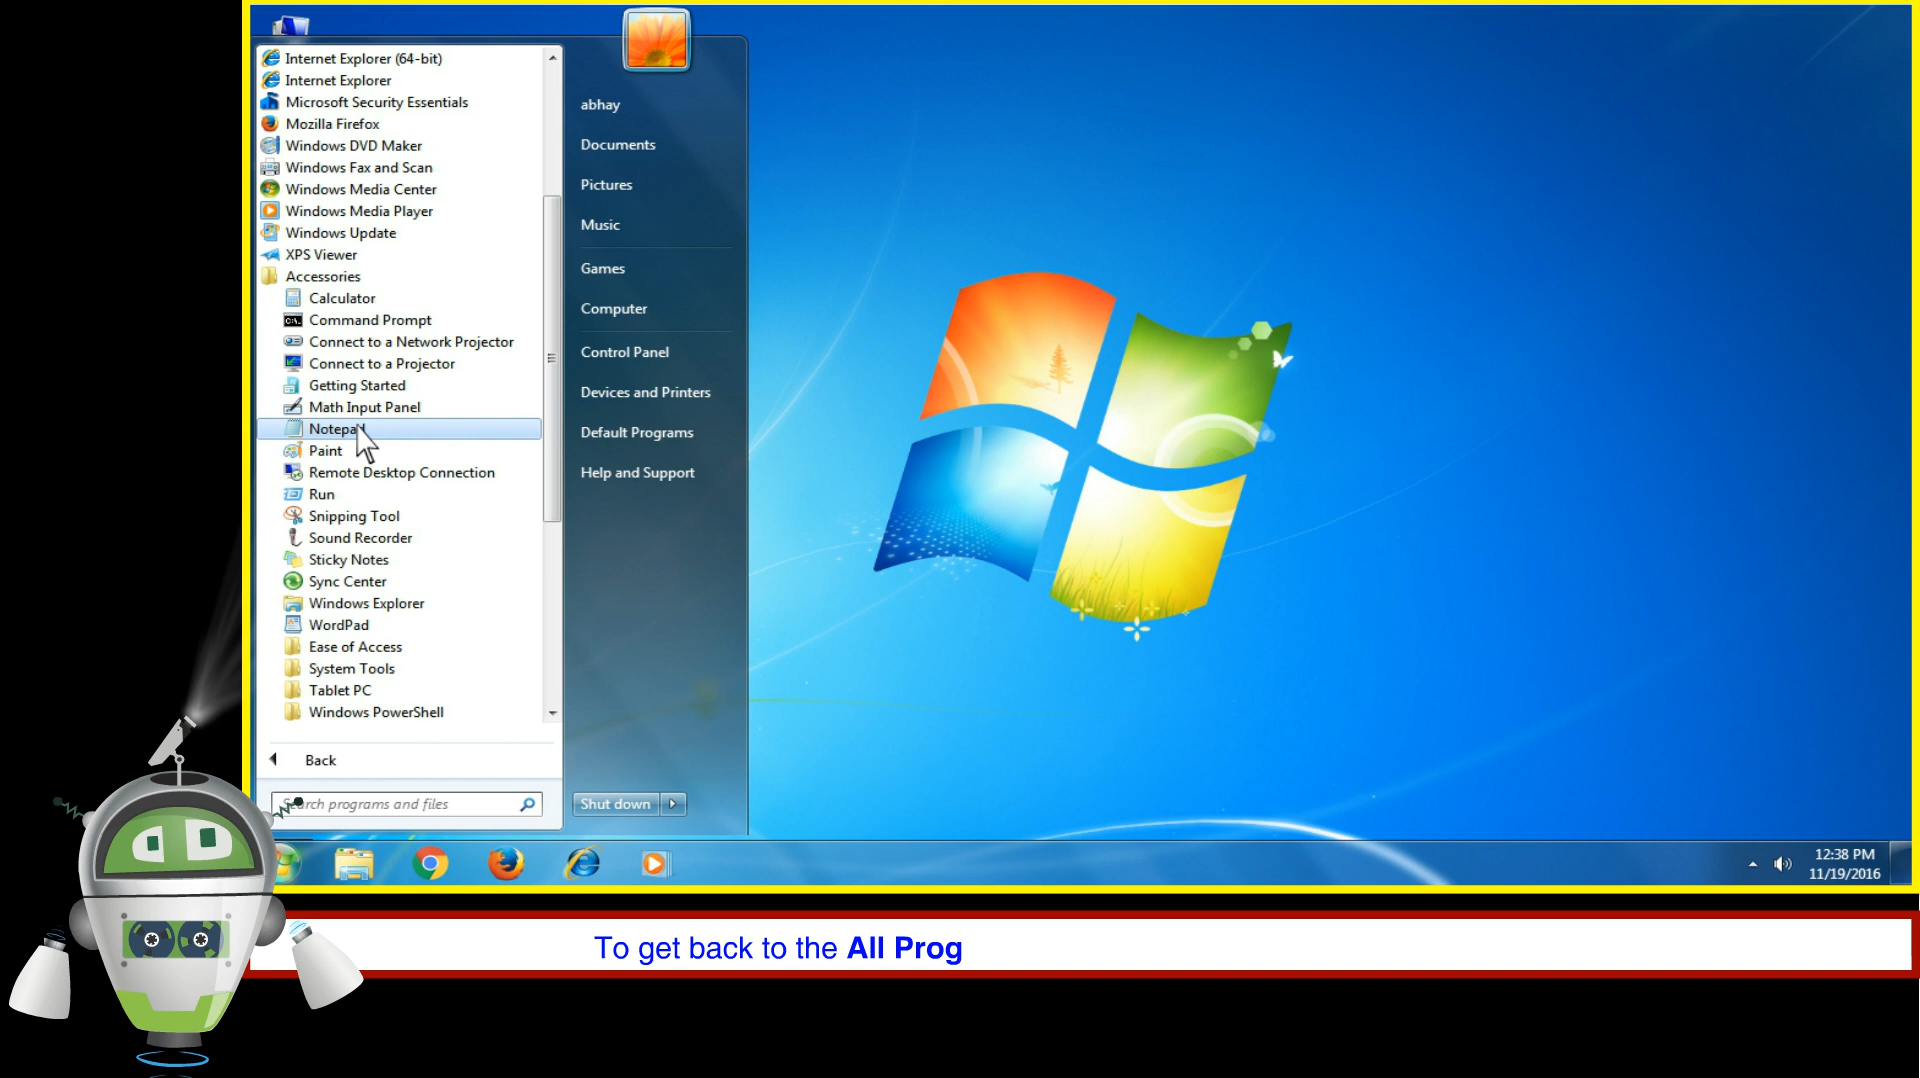 Internet Explorer (64-bit)
Internet Explorer
Microsoft Security Essentials
Mozilla Firefox
Windows DVD Maker
Windows Fax and Scan
Windows Media Center
Windows Media Player
Windows Update
XPS Viewer
Accessories
Calculator
Command Prompt
Connect to a Network Projector
Connect to a Projector
Getting Started
Math Input Panel
Notepad
Paint
Remote Desktop Connection
Run
Snipping Tool
Sound Recorder
Sticky Notes
Sync Center
Windows Explorer
WordPad
Ease of Access
System Tools
Tablet PC
Windows PowerShell
Back
Search programs and files
abhay
Documents
Pictures
Music
Games
Computer
Control Panel
Devices and Printers
Default Programs
Help and Support
Shut down
12:38 PM
11/19/2016
To get back to the All Prog